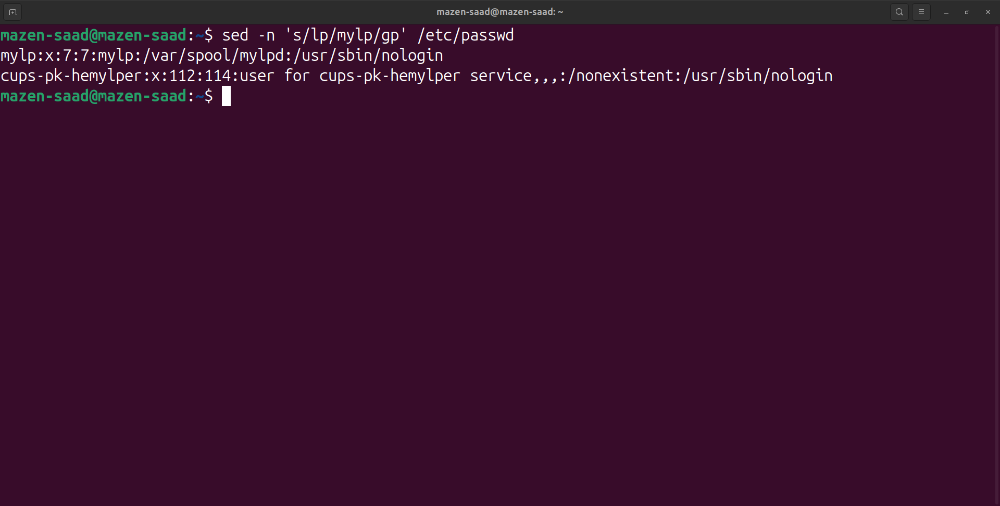 mazen-saad@mazen-saad: ~
mazen-saad@mazen-saad:~$ sed -n 's/lp/mylp/gp' /etc/passwd
mylp:x:7:7:mylp:/var/spool/mylpd:/usr/sbin/nologin
cups-pk-hemylper:x:112:114:user for cups-pk-hemylper service,,,:/nonexistent:/usr/sbin/nologin
mazen-saad@mazen-saad:~$